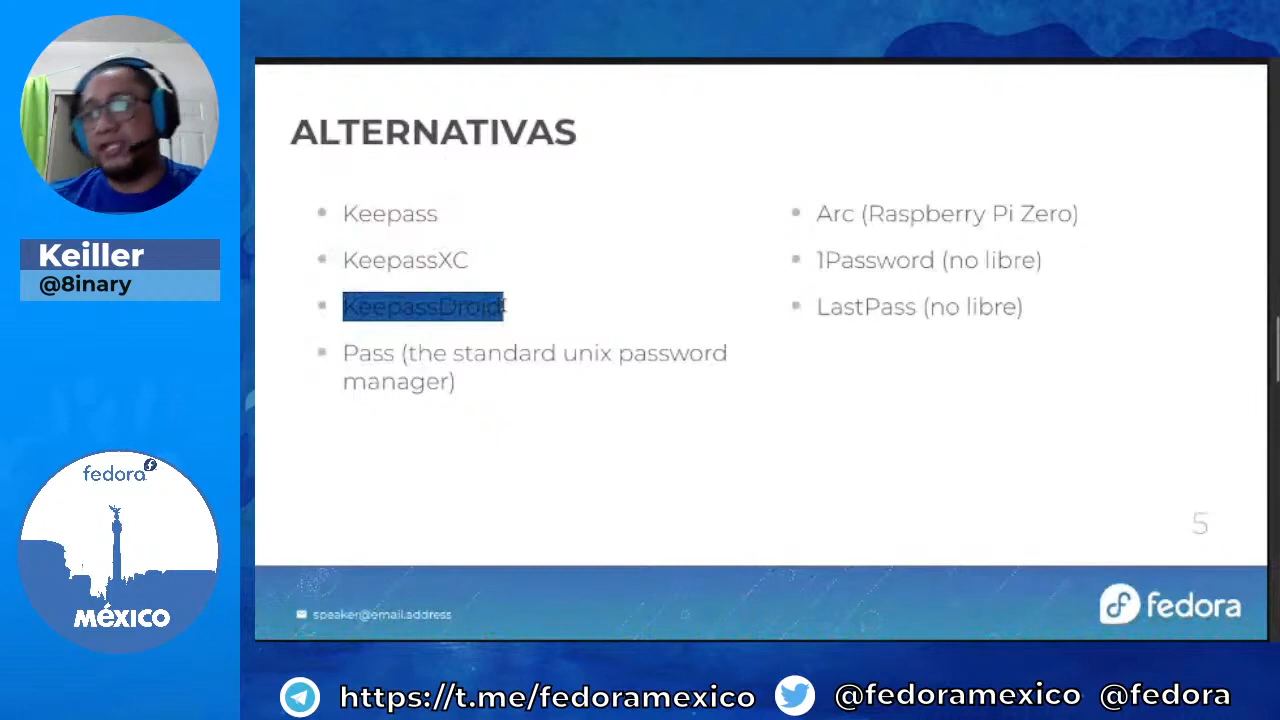 Keiller
@8inary
fedora
MÉXICO
ALTERNATIVAS
Keepass
KeepassXC
KeepassDroid
Pass (the standard unix password
manager)
Arc (Raspberry Pi Zero)
1Password (no libre)
LastPass (no libre)
5
speaker@email.address
fedora
https://t.me/fedoramexico
@fedoramexico @fedora